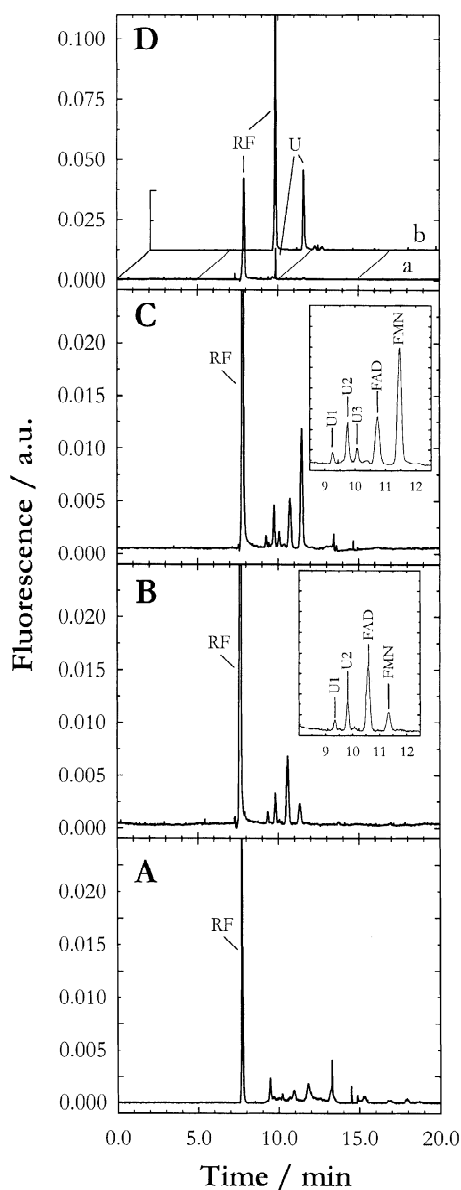 D
0.100
0.075
0.050
0.025
0.000
RF
U
b
a
C
0.020
0.015
0.010
0.005
0.000
RF
U1
U2
U3
FAD
FMN
9 10 11 12
B
0.020
0.015
0.010
0.005
0.000
RF
U1
U2
FAD
FMN
9 10 11 12
A
0.020
0.015
0.010
0.005
0.000
RF
0.0 5.0 10.0 15.0 20.0
Time / min
Fluorescence / a.u.